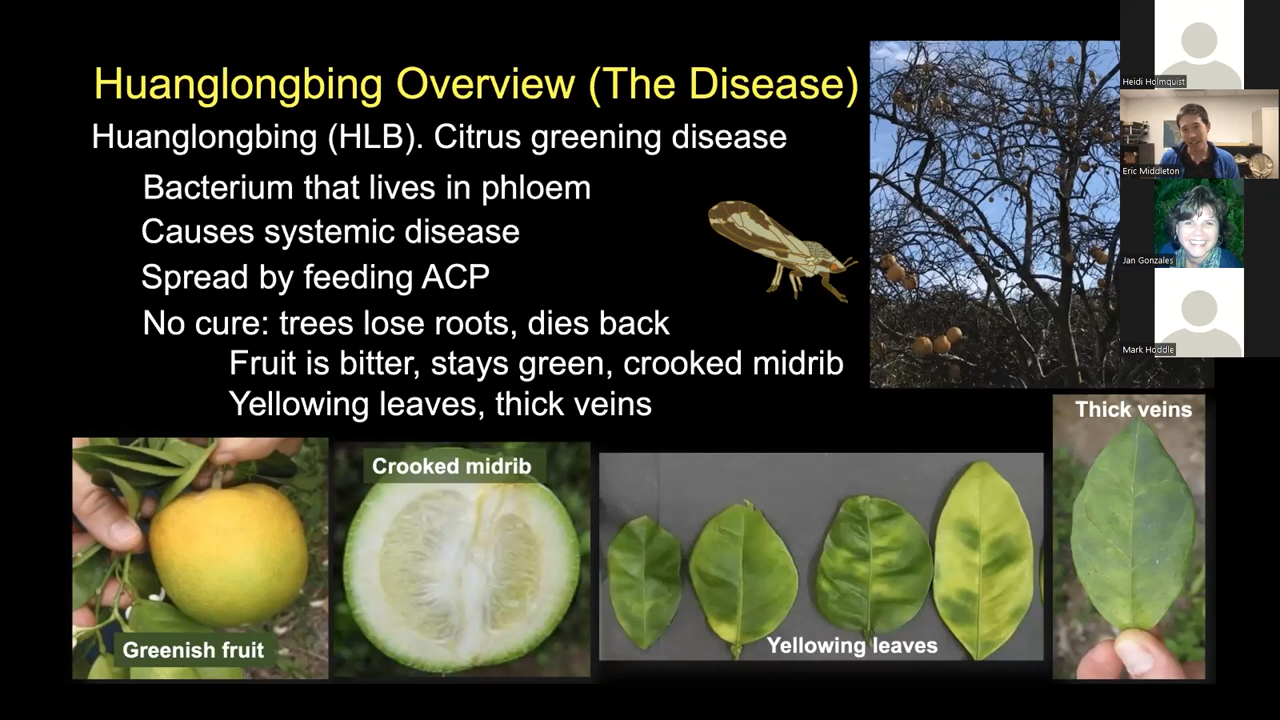 Huanglongbing Overview (The Disease)
Huanglongbing (HLB). Citrus greening disease
Bacterium that lives in phloem
Causes systemic disease
Spread by feeding ACP
No cure: trees lose roots, dies back
Fruit is bitter, stays green, crooked midrib
Yellowing leaves, thick veins
Greenish fruit
Crooked midrib
Yellowing leaves
Thick veins
Heidi Holmquist
Eric Middleton
Jan Gonzales
Mark Hoddle